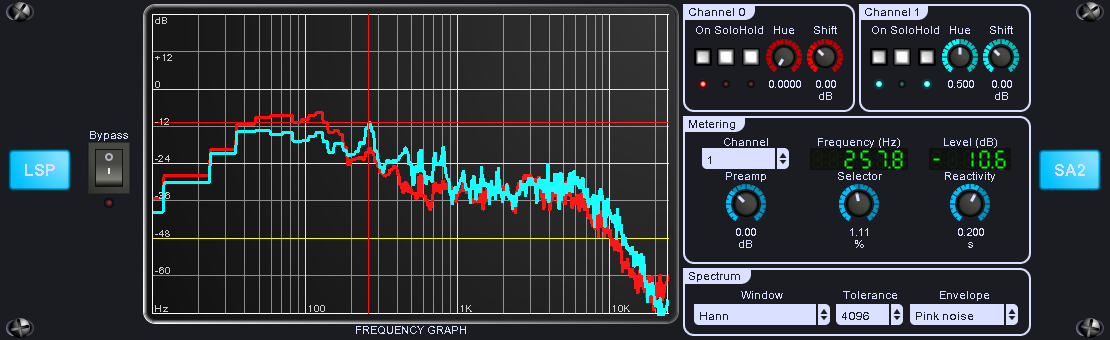 dB
+12
0
-12
-24
-36
-48
-60
Hz
100
1K
10K
FREQUENCY GRAPH
Bypass
LSP
Channel 0
On Solo Hold Hue Shift
0.0000 0.00
dB
Channel 1
On Solo Hold Hue Shift
0.500 0.00
dB
Metering
Channel Frequency (Hz) Level (dB)
1 257.8 - 10.6
Preamp Selector Reactivity
0.00 1.11 0.200
dB % s
SA2
Spectrum
Window Tolerance Envelope
Hann 4096 Pink noise